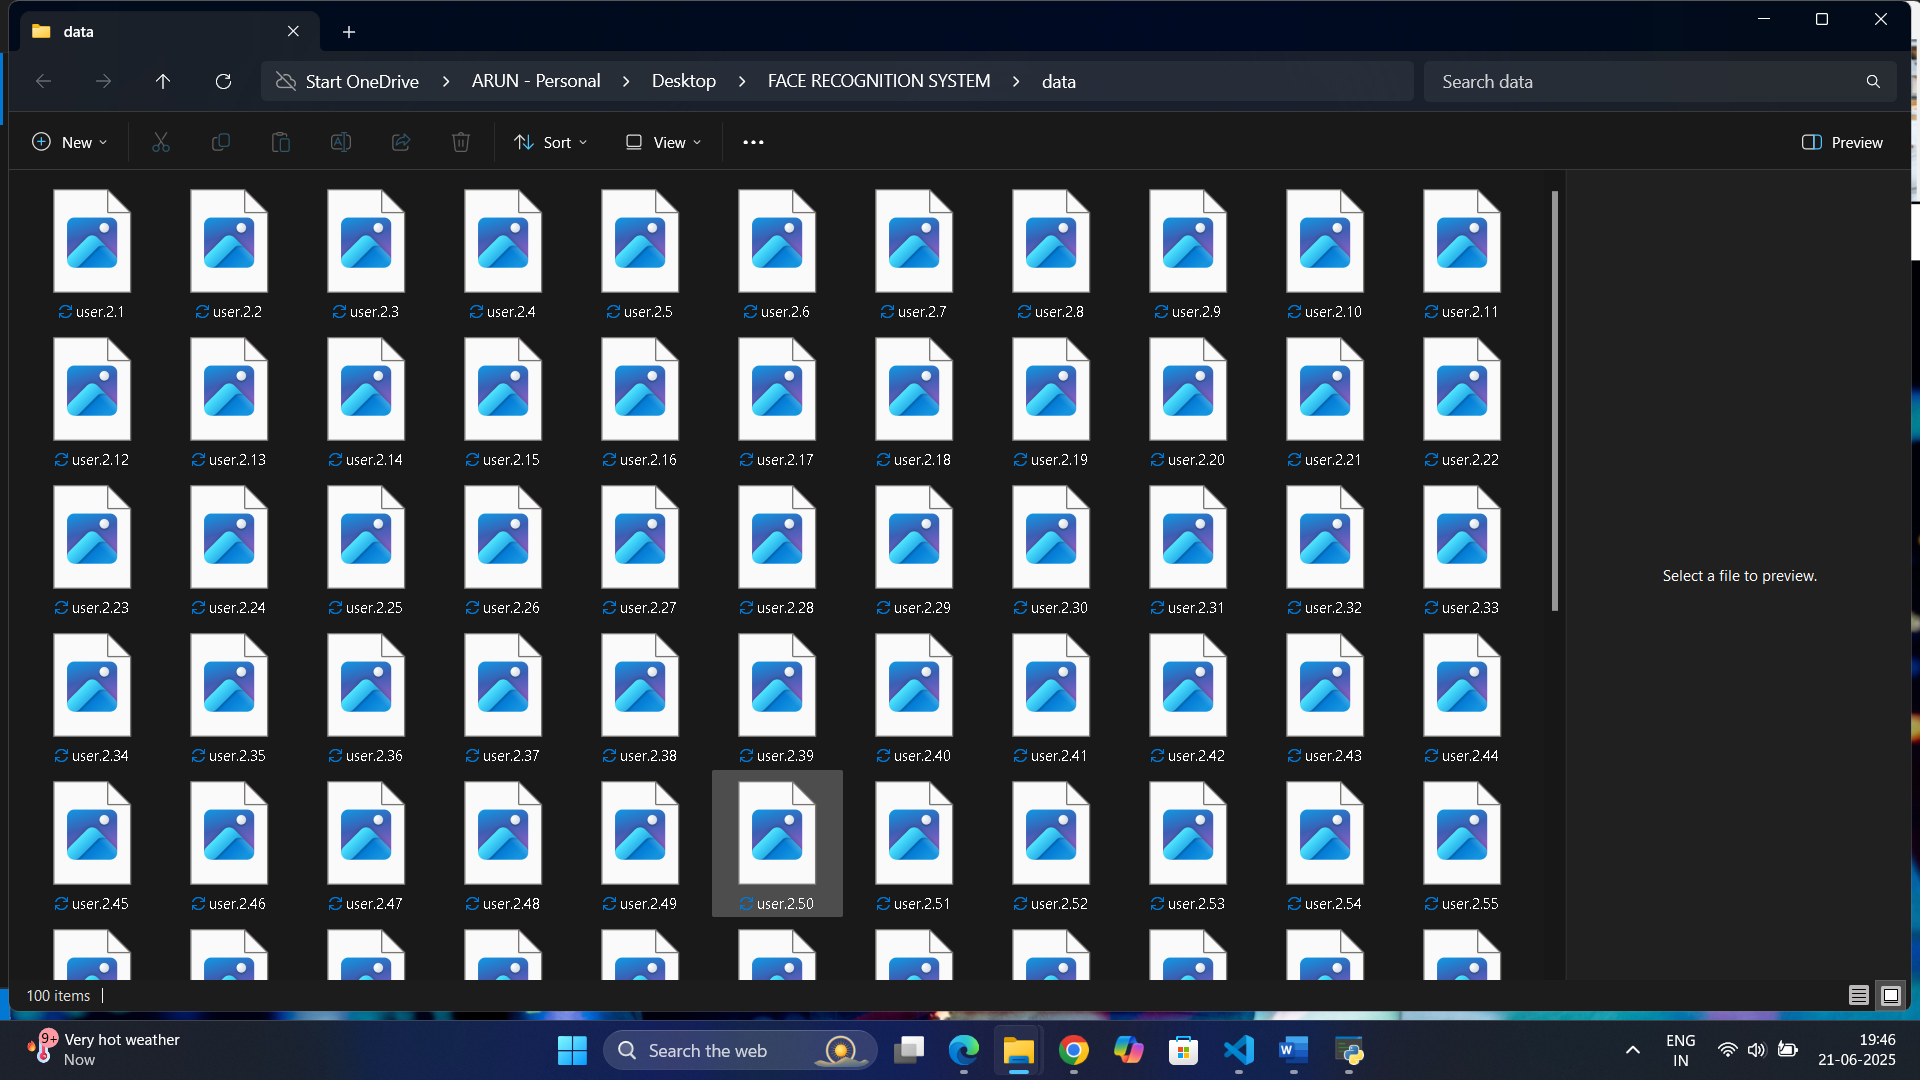 data
Start OneDrive
ARUN - Personal
Desktop
FACE RECOGNITION SYSTEM
data
Search data
New
Sort
View
Preview
user.2.1
user.2.2
user.2.3
user.2.4
user.2.5
user.2.6
user.2.7
user.2.8
user.2.9
user.2.10
user.2.11
user.2.12
user.2.13
user.2.14
user.2.15
user.2.16
user.2.17
user.2.18
user.2.19
user.2.20
user.2.21
user.2.22
user.2.23
user.2.24
user.2.25
user.2.26
user.2.27
user.2.28
user.2.29
user.2.30
user.2.31
user.2.32
user.2.33
Select a file to preview.
user.2.34
user.2.35
user.2.36
user.2.37
user.2.38
user.2.39
user.2.40
user.2.41
user.2.42
user.2.43
user.2.44
user.2.45
user.2.46
user.2.47
user.2.48
user.2.49
user.2.50
user.2.51
user.2.52
user.2.53
user.2.54
user.2.55
100 items
9+
Very hot weather
Now
Search the web
ENG
IN
19:46
21-06-2025